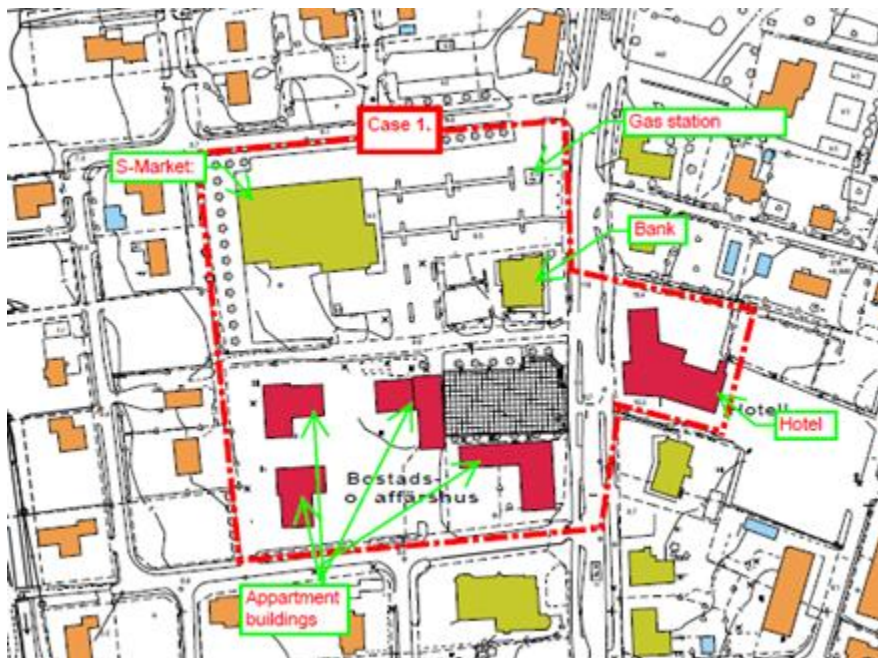 Case 1.
Gas station
S-Market:
Bank
Hotell
Hotel
Bostads-
o. affärshus
Appartment
buildings